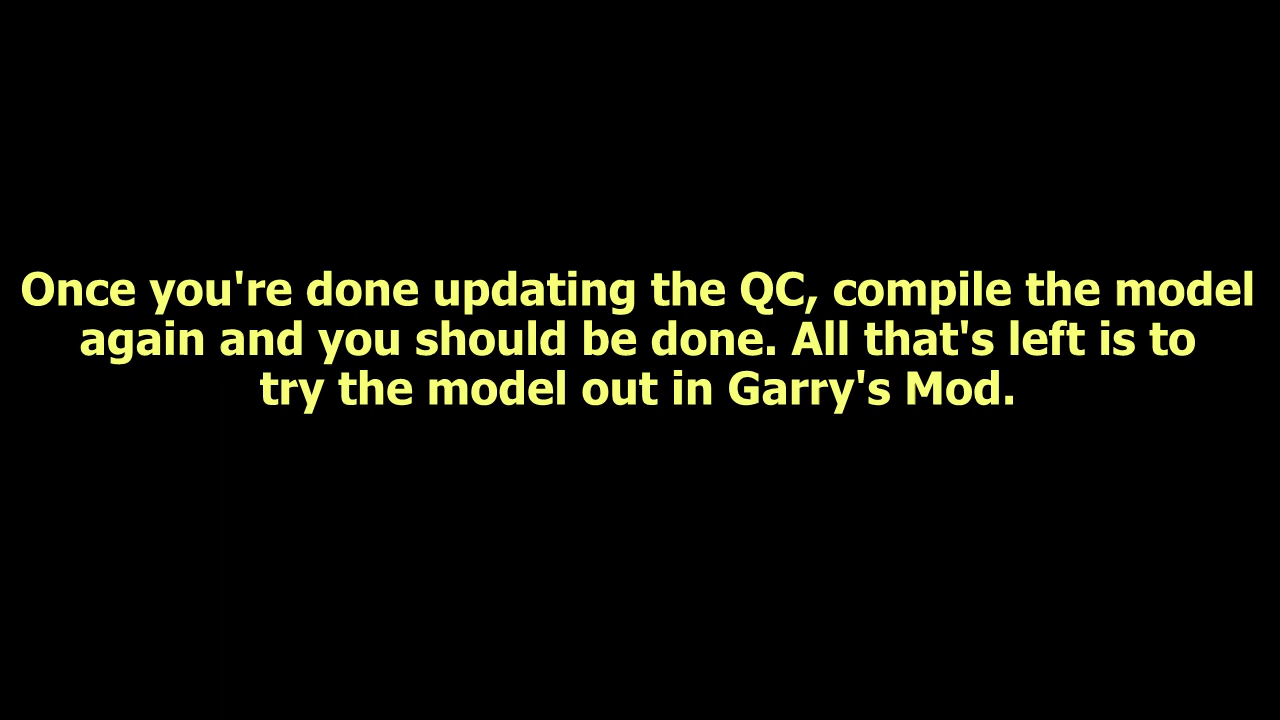 Once you're done updating the QC, compile the model
again and you should be done. All that's left is to
try the model out in Garry's Mod.